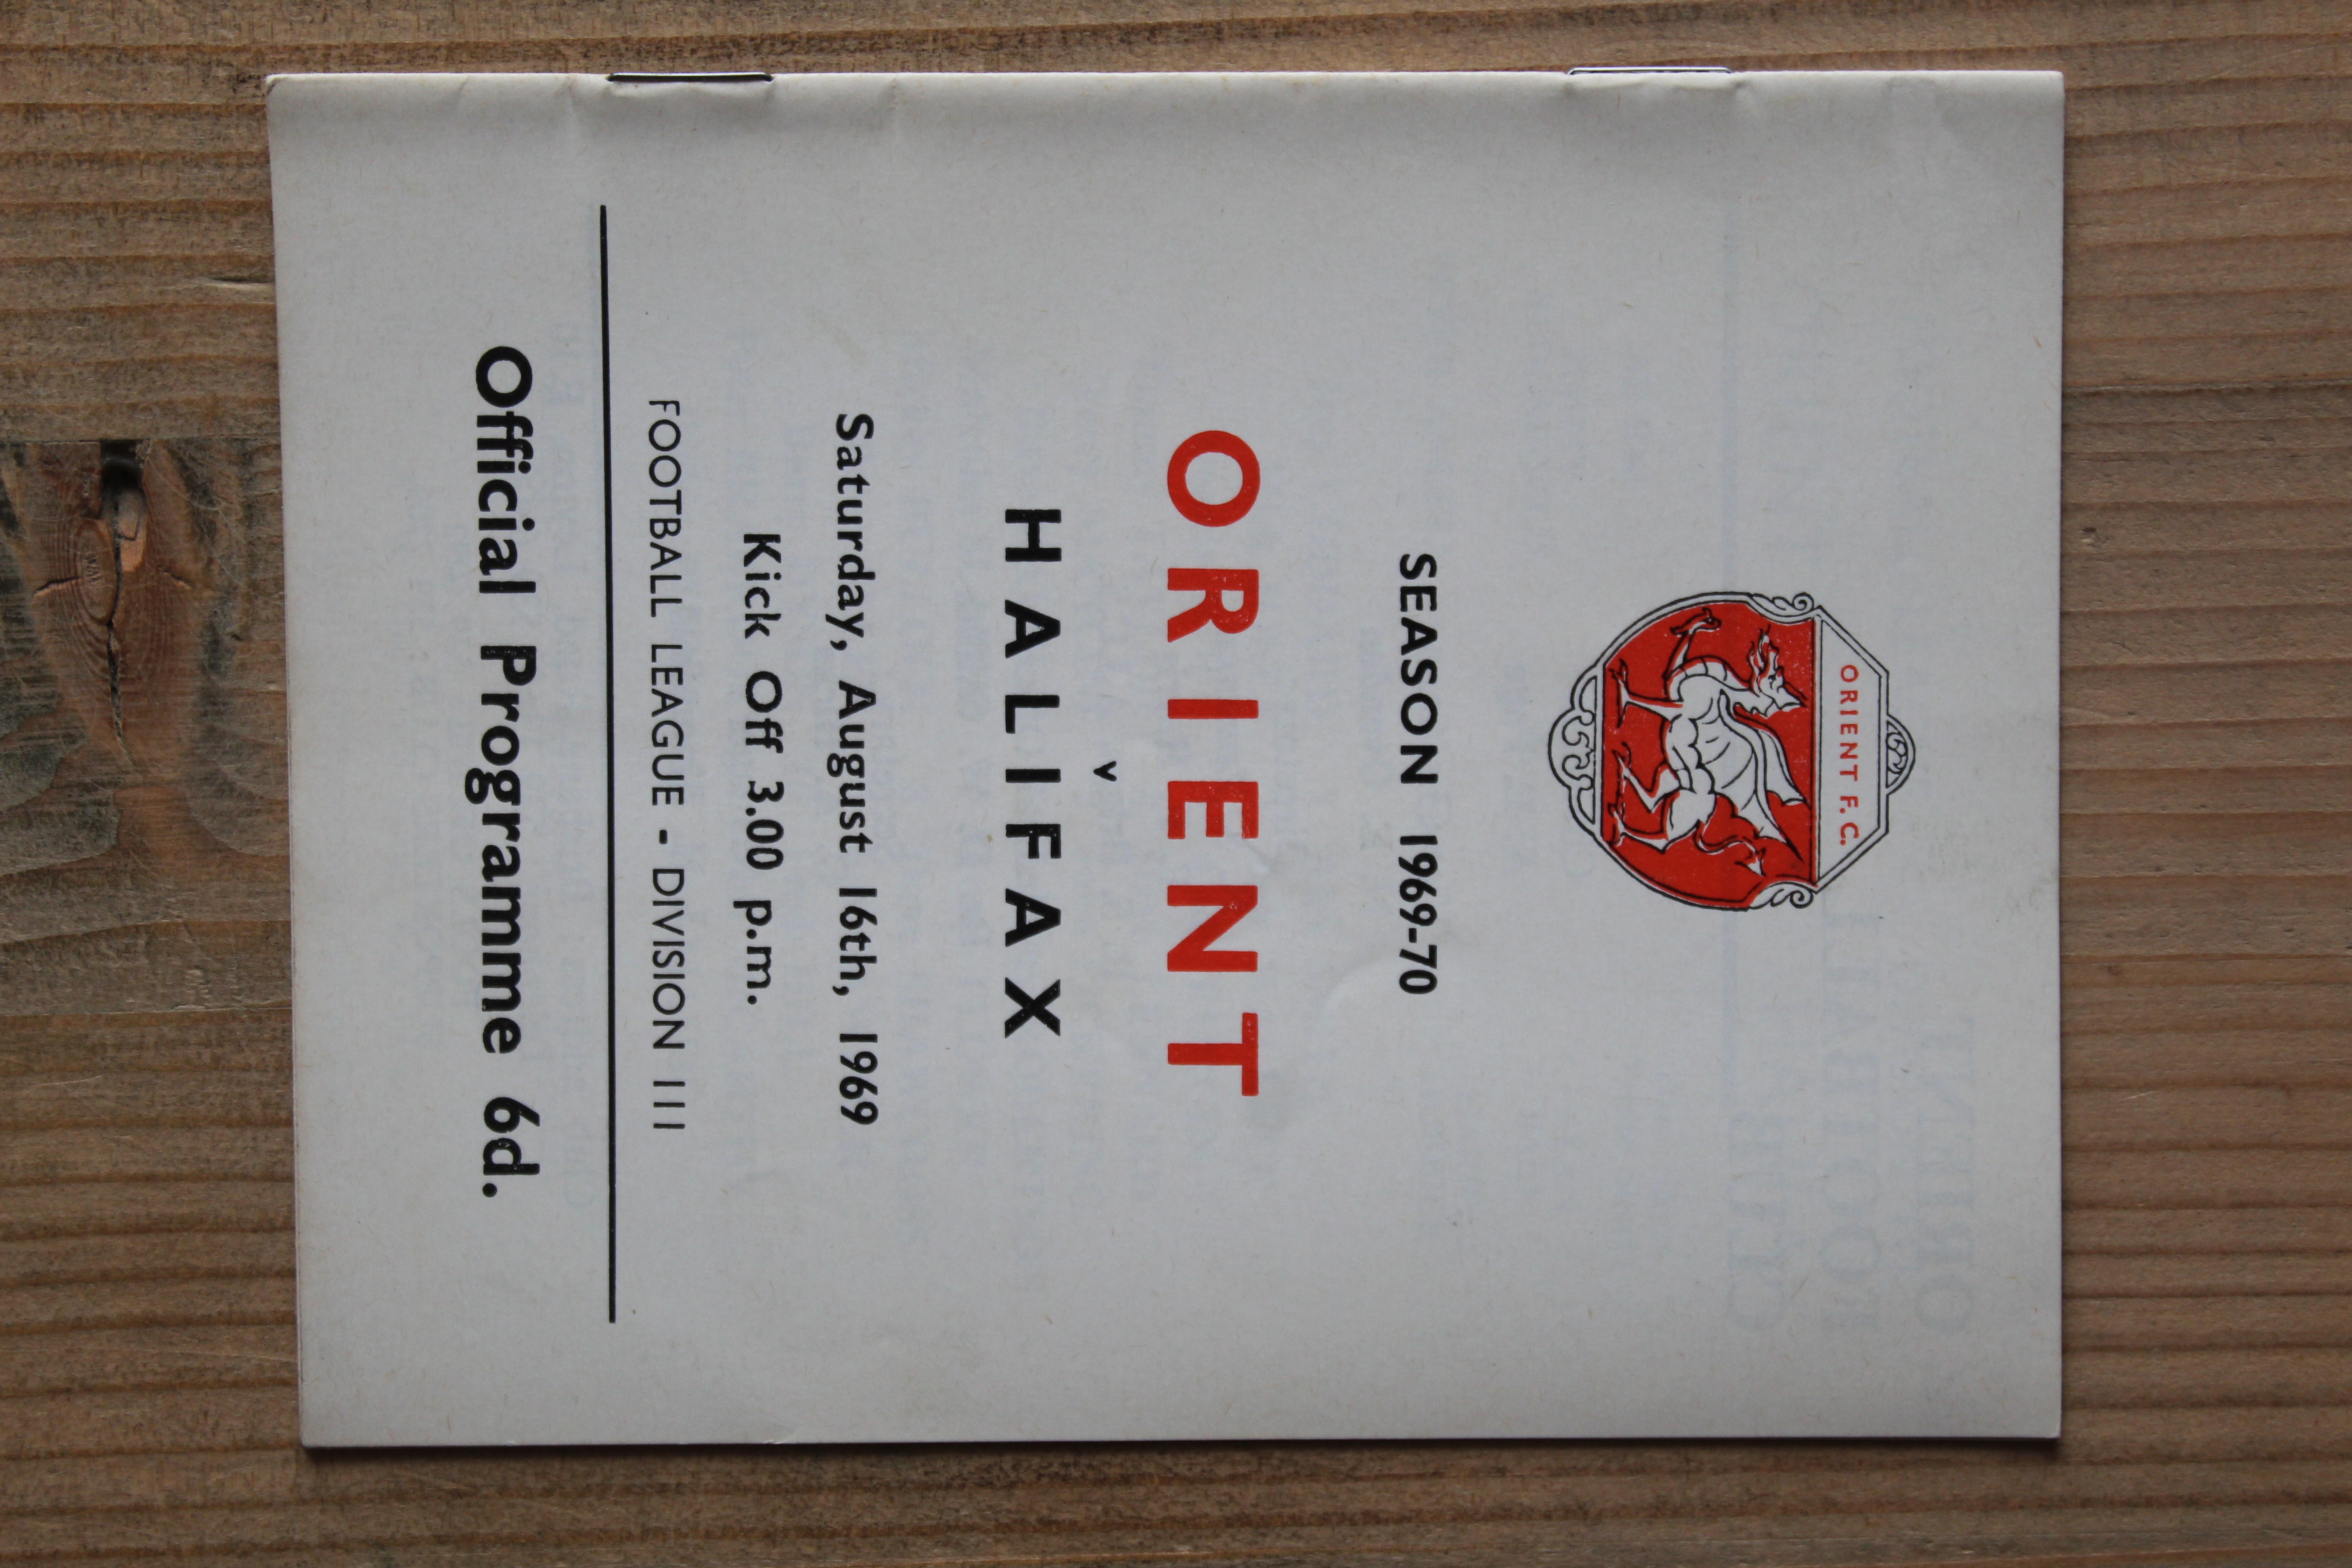 ORIENT F.C.
SEASON 1969-70
ORIENT
v
HALIFAX
Saturday, August 16th, 1969
Kick Off 3.00 p.m.
FOOTBALL LEAGUE - DIVISION III
Official Programme 6d.